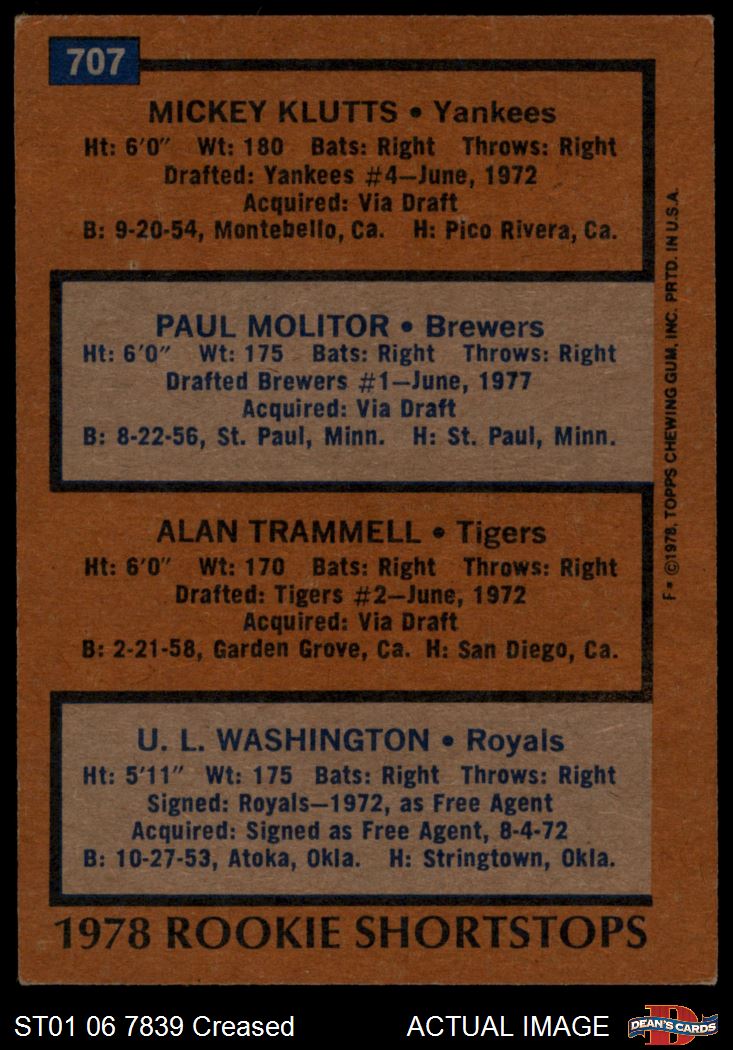 707
MICKEY KLUTTS • Yankees
Ht: 6'0" Wt: 180 Bats: Right Throws: Right
Drafted: Yankees #4—June, 1972
Acquired: Via Draft
B: 9-20-54, Montebello, Ca. H: Pico Rivera, Ca.
PAUL MOLITOR • Brewers
Ht: 6'0" Wt: 175 Bats: Right Throws: Right
Drafted Brewers #1—June, 1977
Acquired: Via Draft
B: 8-22-56, St. Paul, Minn. H: St. Paul, Minn.
ALAN TRAMMELL • Tigers
Ht: 6'0" Wt: 170 Bats: Right Throws: Right
Drafted: Tigers #2—June, 1972
Acquired: Via Draft
B: 2-21-58, Garden Grove, Ca. H: San Diego, Ca.
U. L. WASHINGTON • Royals
Ht: 5'11" Wt: 175 Bats: Right Throws: Right
Signed: Royals—1972, as Free Agent
Acquired: Signed as Free Agent, 8-4-72
B: 10-27-53, Atoka, Okla. H: Stringtown, Okla.
1978 ROOKIE SHORTSTOPS
F* ©1978, TOPPS CHEWING GUM, INC. PRTD. IN U.S.A.
ST01 06 7839 Creased ACTUAL IMAGE
D
DEAN'S CARDS